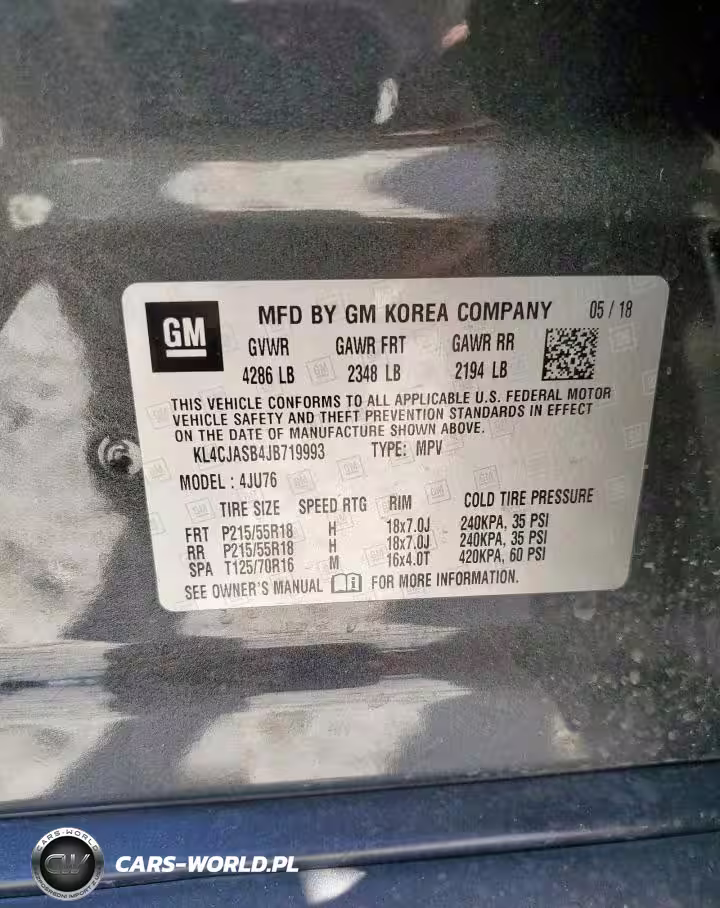 GM
MFD BY GM KOREA COMPANY 05 / 18
GVWR GAWR FRT GAWR RR
4286 LB 2348 LB 2194 LB
THIS VEHICLE CONFORMS TO ALL APPLICABLE U.S. FEDERAL MOTOR
VEHICLE SAFETY AND THEFT PREVENTION STANDARDS IN EFFECT
ON THE DATE OF MANUFACTURE SHOWN ABOVE.
KL4CJASB4JB719993 TYPE: MPV
MODEL : 4JU76
TIRE SIZE SPEED RTG RIM COLD TIRE PRESSURE
FRT P215/55R18 H 18x7.0J 240KPA, 35 PSI
RR P215/55R18 H 18x7.0J 240KPA, 35 PSI
SPA T125/70R16 M 16x4.0T 420KPA, 60 PSI
SEE OWNER'S MANUAL FOR MORE INFORMATION.
CARS-WORLD
CW
CARS-WORLD.PL